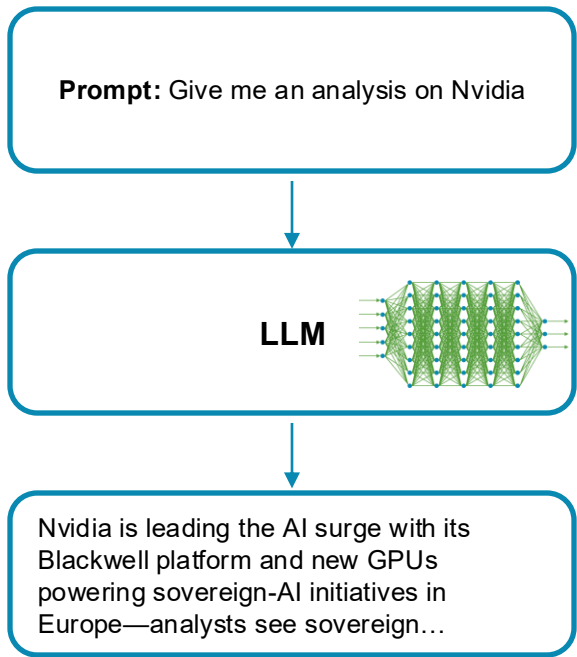 Prompt: Give me an analysis on Nvidia
LLM
Nvidia is leading the AI surge with its
Blackwell platform and new GPUs
powering sovereign-AI initiatives in
Europe—analysts see sovereign…